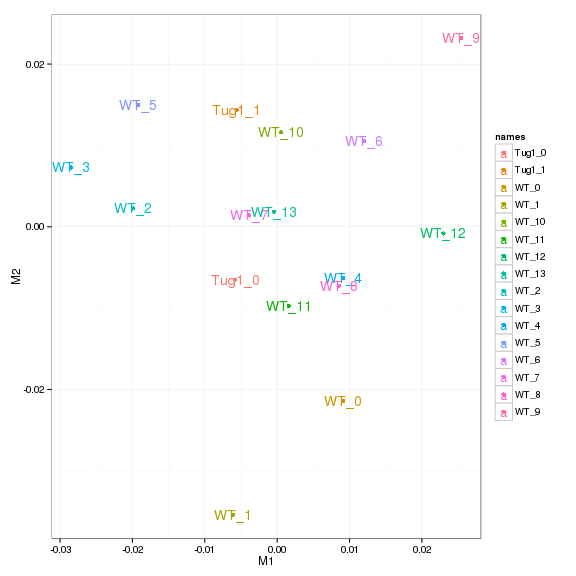 WT_9
0.02
WT_5
Tug1_1
WT_10
WT_6
names
Tug1_0
Tug1_1
WT_0
WT_1
WT_10
WT_11
WT_12
WT_13
WT_2
WT_3
WT_4
WT_5
WT_6
WT_7
WT_8
WT_9
WT_3
WT_2
WT_7
WT_13
0.00
WT_12
M2
Tug1_0
WT_4
WT_8
WT_11
-0.02
WT_0
WT_1
-0.03 -0.02 -0.01 0.00 0.01 0.02
M1